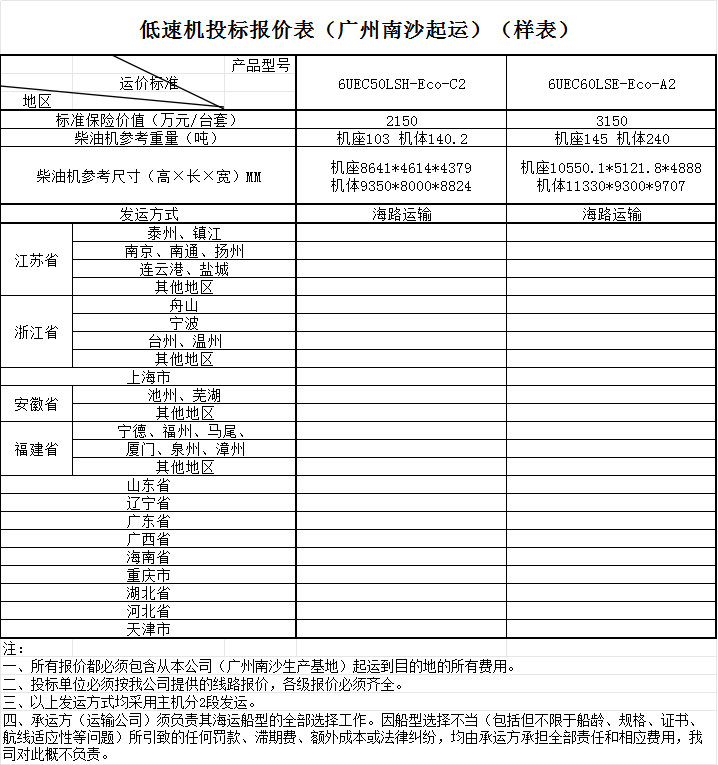 低速机投标报价表（广州南沙起运）（样表）
产品型号
运价标准
地区
6UEC50LSH-Eco-C2
6UEC60LSE-Eco-A2
标准保险价值（万元/台套） 2150 3150
柴油机参考重量（吨） 机座103 机体140.2 机座145 机体240
柴油机参考尺寸（高×长×宽）MM
机座8641*4614*4379
机体9350*8000*8824
机座10550.1*5121.8*4888
机体11330*9300*9707
发运方式 海路运输 海路运输
江苏省
泰州、镇江
南京、南通、扬州
连云港、盐城
其他地区
浙江省
舟山
宁波
台州、温州
其他地区
上海市
安徽省
池州、芜湖
其他地区
福建省
宁德、福州、马尾、
厦门、泉州、漳州
其他地区
山东省
辽宁省
广东省
广西省
海南省
重庆市
湖北省
河北省
天津市
注：
一、所有报价都必须包含从本公司（广州南沙生产基地）起运到目的地的所有费用。
二、投标单位必须按我公司提供的线路报价，各级报价必须齐全。
三、以上发运方式均采用主机分2段发运。
四、承运方（运输公司）须负责其海运船型的全部选择工作。因船型选择不当（包括但不限于船龄、规格、证书、
航线适应性等问题）所引致的任何罚款、滞期费、额外成本或法律纠纷，均由承运方承担全部责任和相应费用，我
司对此概不负责。